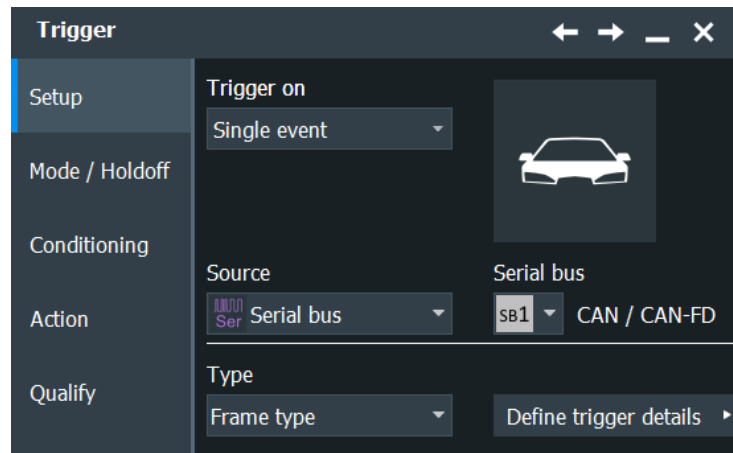 Trigger
Setup
Mode / Holdoff
Conditioning
Action
Qualify
Trigger on
Single event
Source
Serial bus
Ser Serial bus
SB1 CAN / CAN-FD
Type
Frame type
Define trigger details